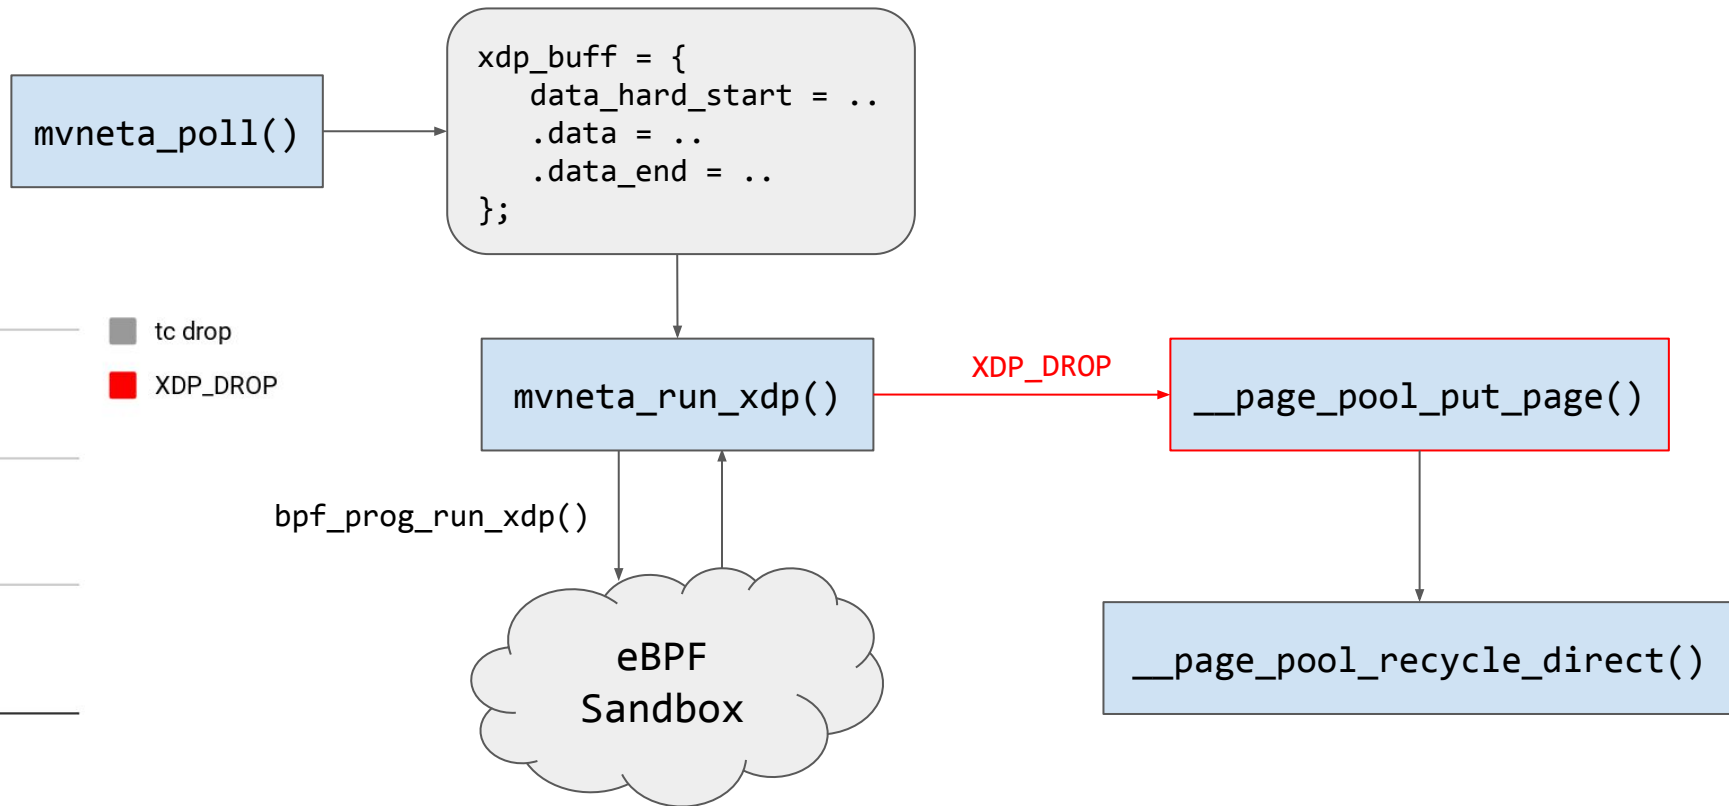 xdp_buff = {
data_hard_start = ..
.data = ..
.data_end = ..
};
mvneta_poll()
tc drop
XDP_DROP
mvneta_run_xdp()
XDP_DROP
__page_pool_put_page()
bpf_prog_run_xdp()
eBPF
Sandbox
__page_pool_recycle_direct()